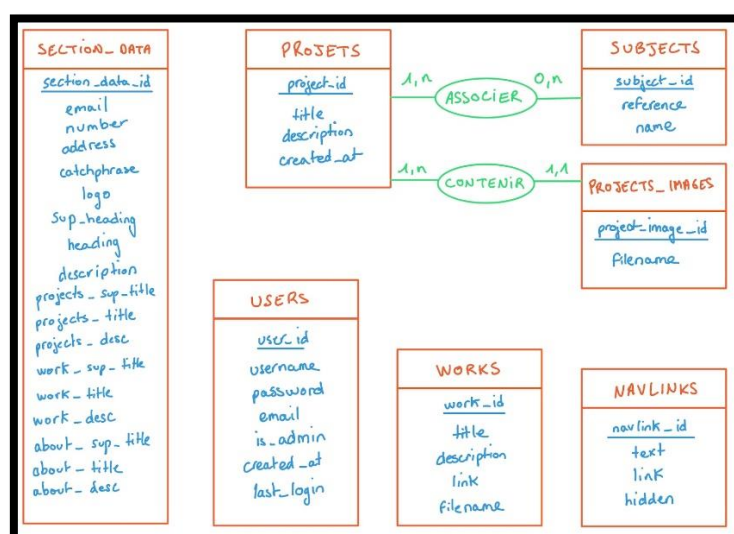 SECTION_DATA
section_data_id
email
number
address
catchphrase
logo
sup_heading
heading
description
projects_sup_title
projects_title
projects_desc
work_sup_title
work_title
work_desc
about_sup_title
about_title
about_desc
PROJETS
project_id
title
description
created_at
1,n
ASSOCIER
0,n
SUBJECTS
subject_id
reference
name
1,n
CONTENIR
1,1
PROJECTS_IMAGES
project_image_id
filename
USERS
user_id
username
password
email
is_admin
created_at
last_login
WORKS
work_id
title
description
link
filename
NAVLINKS
navlink_id
text
link
hidden